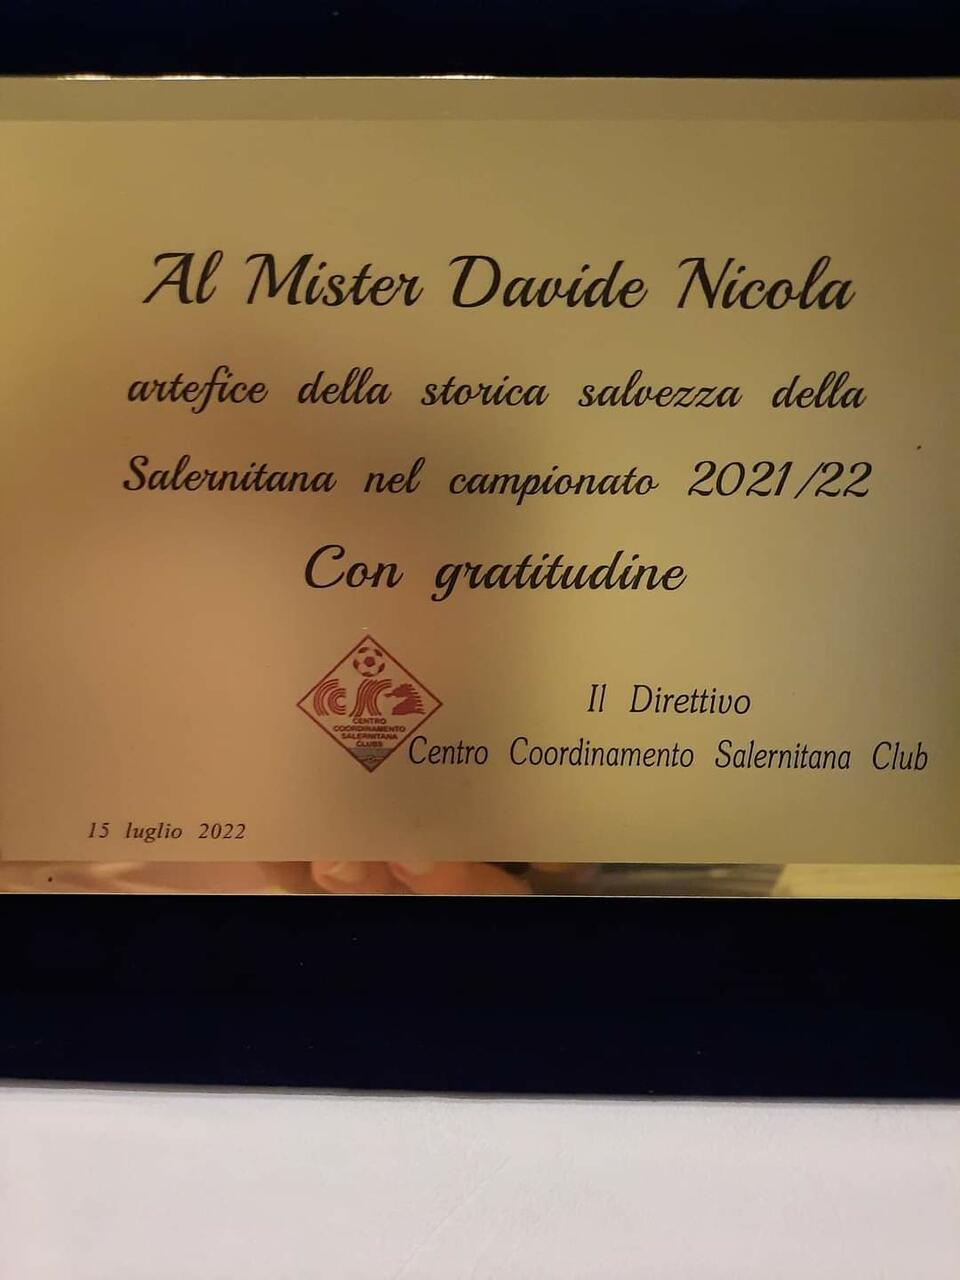 Al Mister Davide Nicola
artefice della storica salvezza della
Salernitana nel campionato 2021/22
Con gratitudine
CCSC
CENTRO
COORDINAMENTO
SALERNITANA
CLUBS
Il Direttivo
Centro Coordinamento Salernitana Club
15 luglio 2022